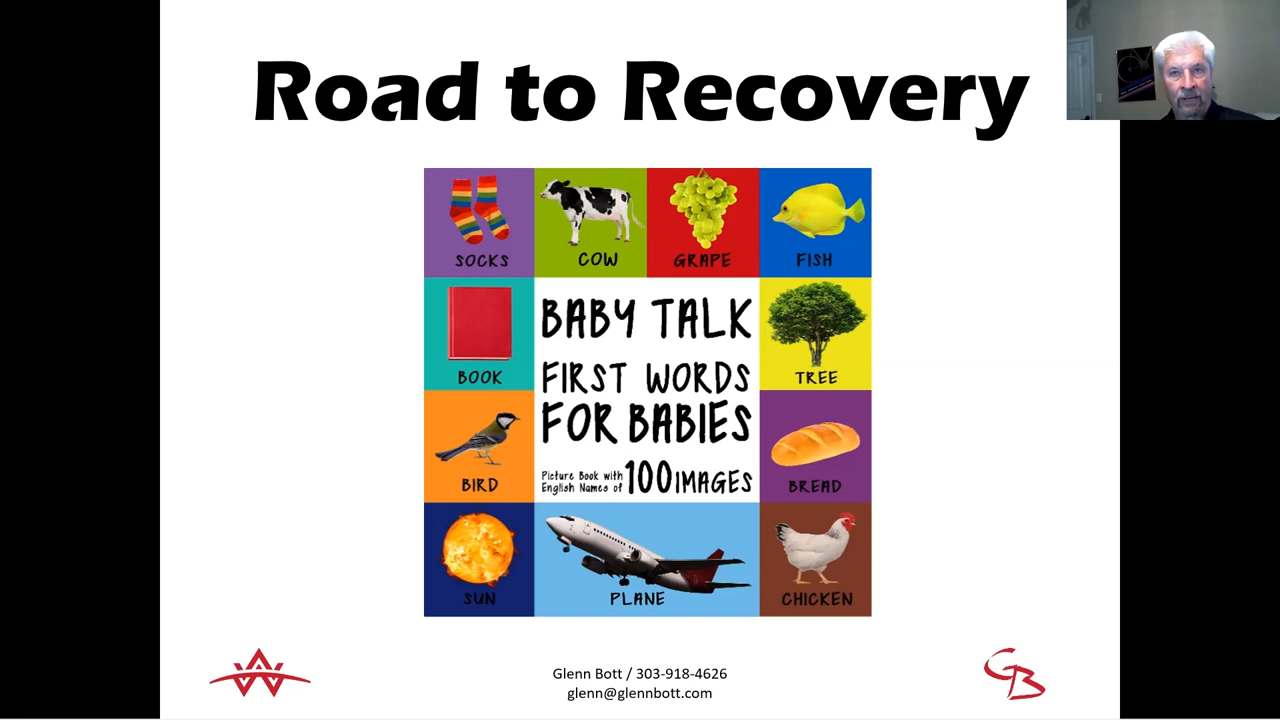 Road to Recovery
SOCKS
COW
GRAPE
FISH
BOOK
BABY TALK
FIRST WORDS
FOR BABIES
Picture Book with
English Names of
100 IMAGES
TREE
BIRD
BREAD
SUN
PLANE
CHICKEN
Glenn Bott / 303-918-4626
glenn@glennbott.com
GB